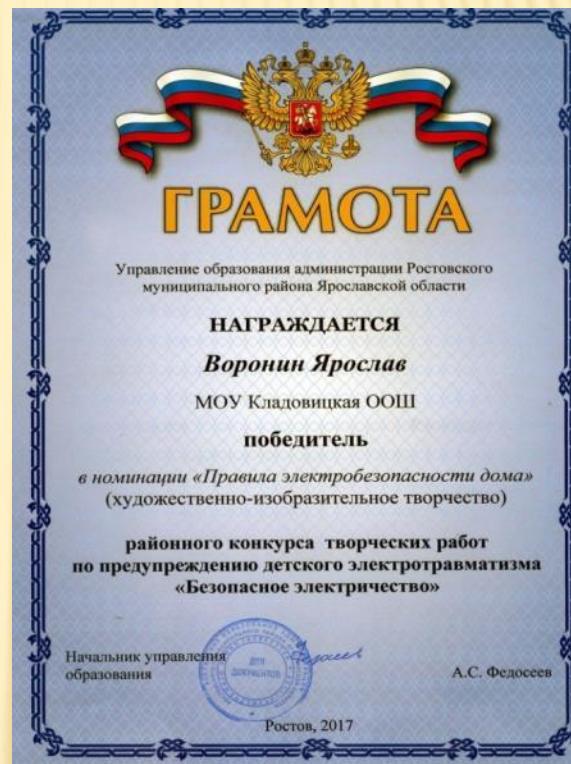 ГРАМОТА
Управление образования администрации Ростовского
муниципального района Ярославской области
НАГРАЖДАЕТСЯ
Воронин Ярослав
МОУ Кладовицкая ООШ
победитель
в номинации «Правила электробезопасности дома»
(художественно-изобразительное творчество)
районного конкурса творческих работ
по предупреждению детского электротравматизма
«Безопасное электричество»
Начальник управления
образования
ДЛЯ
ДОКУМЕНТОВ
А.С. Федосеев
Ростов, 2017